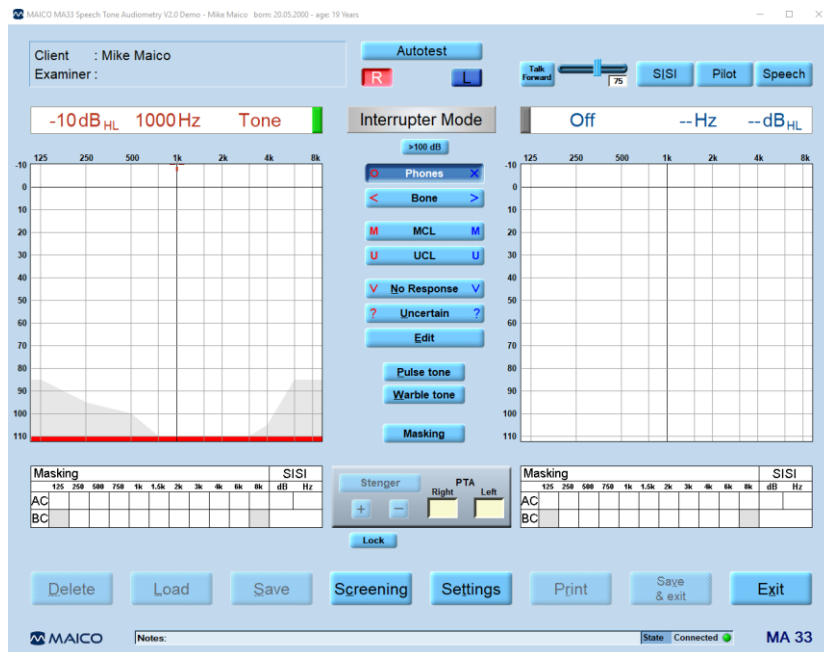 MAICO MA33 Speech Tone Audiometry V2.0 Demo - Mike Maico born: 20.05.2000 - age: 19 Years
Client : Mike Maico
Examiner :
Autotest
R L
Talk Forward
75
SISI Pilot Speech
-10 dB HL 1000 Hz Tone
Interrupter Mode
Off --Hz --dB HL
>100 dB
125 250 500 1k 2k 4k 8k
-10
0
10
20
30
40
50
60
70
80
90
100
110
O Phones X
< Bone >
M MCL M
U UCL U
V No Response V
? Uncertain ?
Edit
Pulse tone
Warble tone
Masking
125 250 500 1k 2k 4k 8k
-10
0
10
20
30
40
50
60
70
80
90
100
110
Masking SISI
125 250 500 750 1k 1.5k 2k 3k 4k 6k 8k dB Hz
AC
BC
Stenger PTA
Right Left
+ -
Lock
Masking SISI
125 250 500 750 1k 1.5k 2k 3k 4k 6k 8k dB Hz
AC
BC
Delete Load Save Screening Settings Print Save & exit Exit
MAICO Notes: State Connected MA 33